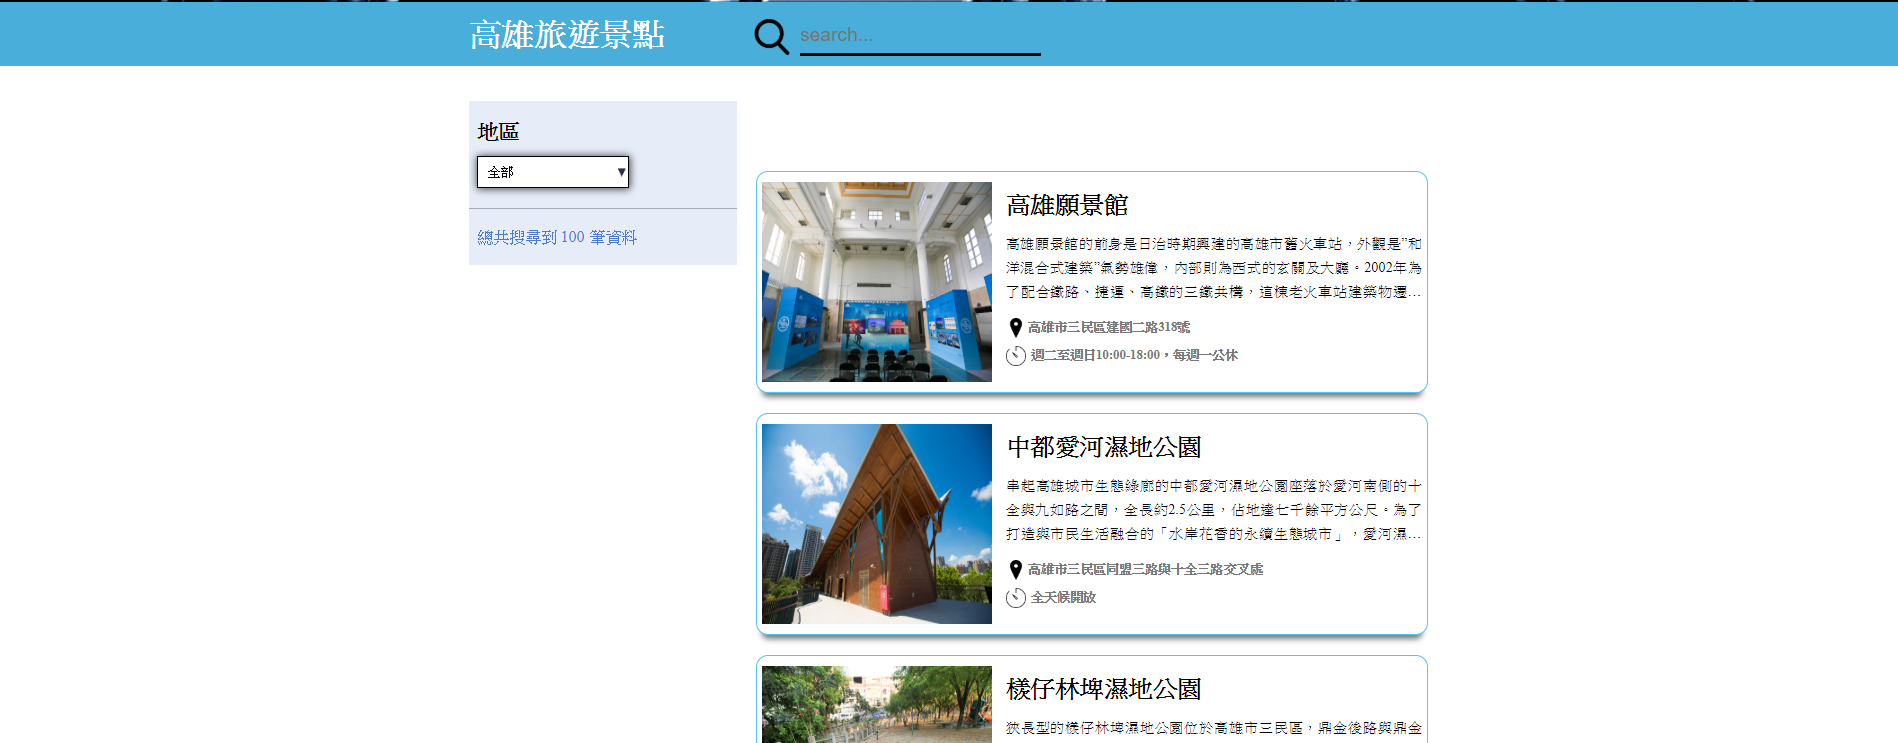 高雄旅遊景點
search...
地區
全部
總共搜尋到 100 筆資料
高雄願景館
高雄願景館的前身是日治時期興建的高雄市舊火車站，外觀是”和
洋混合式建築”氣勢雄偉，內部則為西式的玄關及大廳。2002年為
了配合鐵路、捷運、高鐵的三鐵共構，這棟老火車站建築物遷...
高雄市三民區建國二路318號
週二至週日10:00-18:00，每週一公休
中都愛河濕地公園
串起高雄城市生態綠廊的中都愛河濕地公園座落於愛河南側的十
全與九如路之間，全長約2.5公里，佔地達七千餘平方公尺。為了
打造與市民生活融合的「水岸花香的永續生態城市」，愛河濕...
高雄市三民區同盟三路與十全三路交叉處
全天候開放
檨仔林埤濕地公園
狹長型的檨仔林埤濕地公園位於高雄市三民區，鼎金後路與鼎金